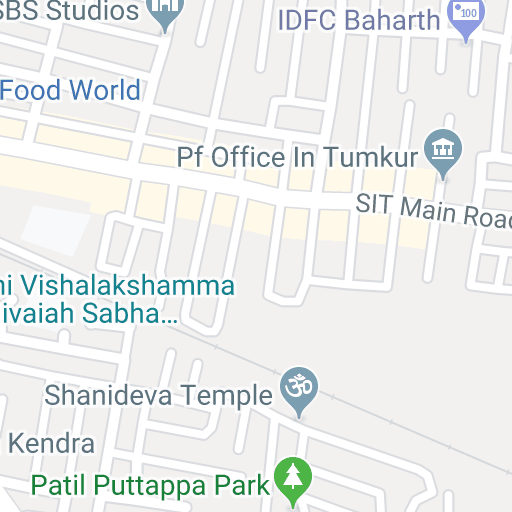 SBS Studios
IDFC Baharth
100
Food World
Pf Office In Tumkur
SIT Main Road
ni Vishalakshamma
ivaiah Sabha...
Shanideva Temple
ॐ
Kendra
Patil Puttappa Park